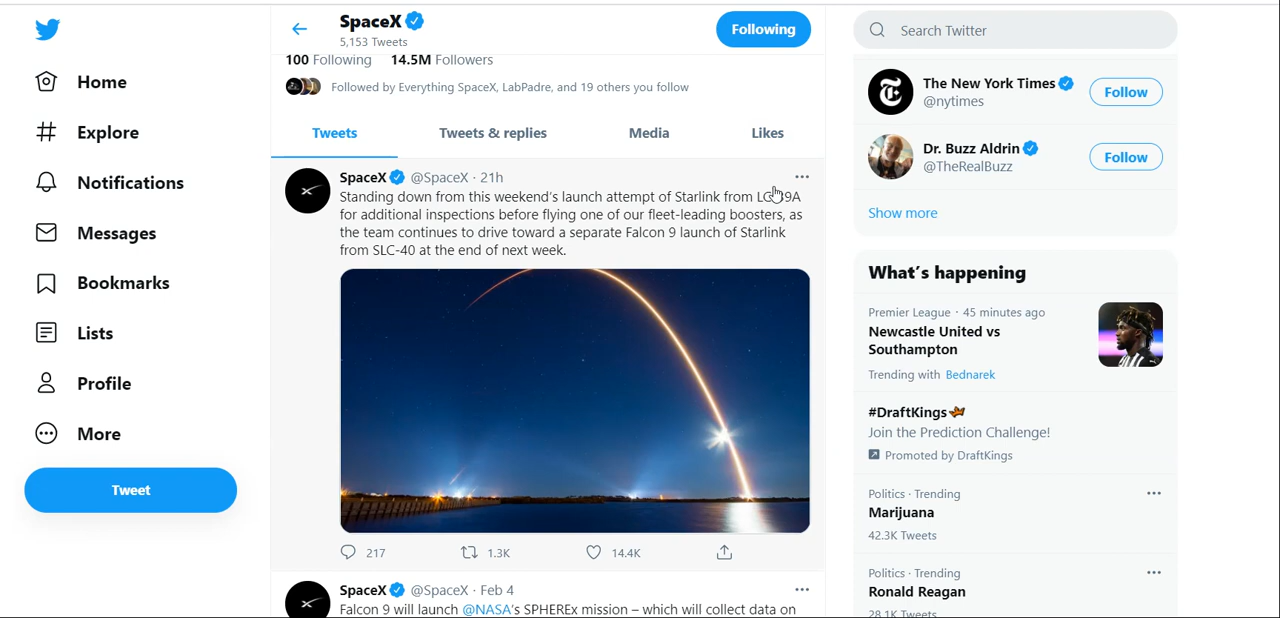 Home
Explore
Notifications
Messages
Bookmarks
Lists
Profile
More
Tweet
SpaceX
5,153 Tweets
Following
100 Following 14.5M Followers
Followed by Everything SpaceX, LabPadre, and 19 others you follow
Tweets Tweets & replies Media Likes
SpaceX @SpaceX · 21h
Standing down from this weekend's launch attempt of Starlink from
for additional inspections before flying one of our fleet-leading boosters, as
the team continues to drive toward a separate Falcon 9 launch of Starlink
from SLC-40 at the end of next week.
217 1.3K 14.4K
SpaceX @SpaceX · Feb 4
Falcon 9 will launch @NASA's SPHEREx mission – which will collect data on
Search Twitter
The New York Times
@nytimes
Follow
Dr. Buzz Aldrin
@TheRealBuzz
Follow
Show more
What's happening
Premier League · 45 minutes ago
Newcastle United vs
Southampton
Trending with Bednarek
#DraftKings
Join the Prediction Challenge!
Promoted by DraftKings
Politics · Trending
Marijuana
42.3K Tweets
Politics · Trending
Ronald Reagan
28.1K Tweets